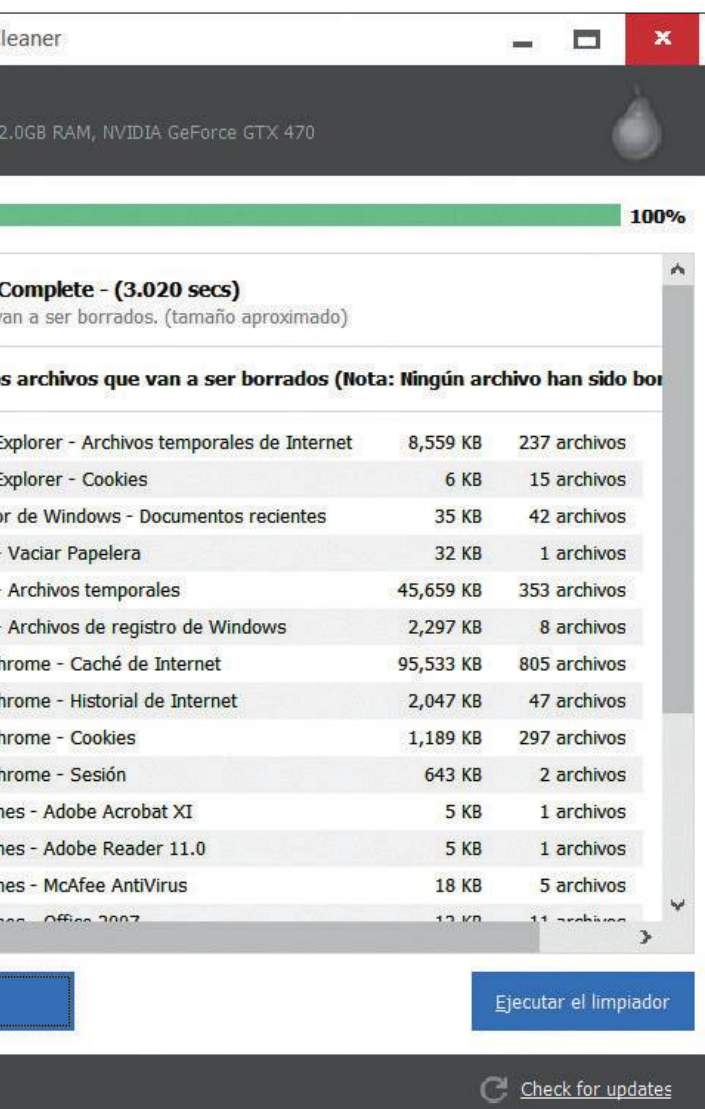 leaner
2.0GB RAM, NVIDIA GeForce GTX 470
100%
Complete - (3.020 secs)
van a ser borrados. (tamaño aproximado)
s archivos que van a ser borrados (Nota: Ningún archivo han sido bor
Explorer - Archivos temporales de Internet 8,559 KB 237 archivos
Explorer - Cookies 6 KB 15 archivos
or de Windows - Documentos recientes 35 KB 42 archivos
- Vaciar Papelera 32 KB 1 archivos
- Archivos temporales 45,659 KB 353 archivos
- Archivos de registro de Windows 2,297 KB 8 archivos
hrome - Caché de Internet 95,533 KB 805 archivos
hrome - Historial de Internet 2,047 KB 47 archivos
hrome - Cookies 1,189 KB 297 archivos
hrome - Sesión 643 KB 2 archivos
nes - Adobe Acrobat XI 5 KB 1 archivos
nes - Adobe Reader 11.0 5 KB 1 archivos
nes - McAfee AntiVirus 18 KB 5 archivos
nes - Office 2007 12 KB 11 archivos
Ejecutar el limpiador
Check for updates